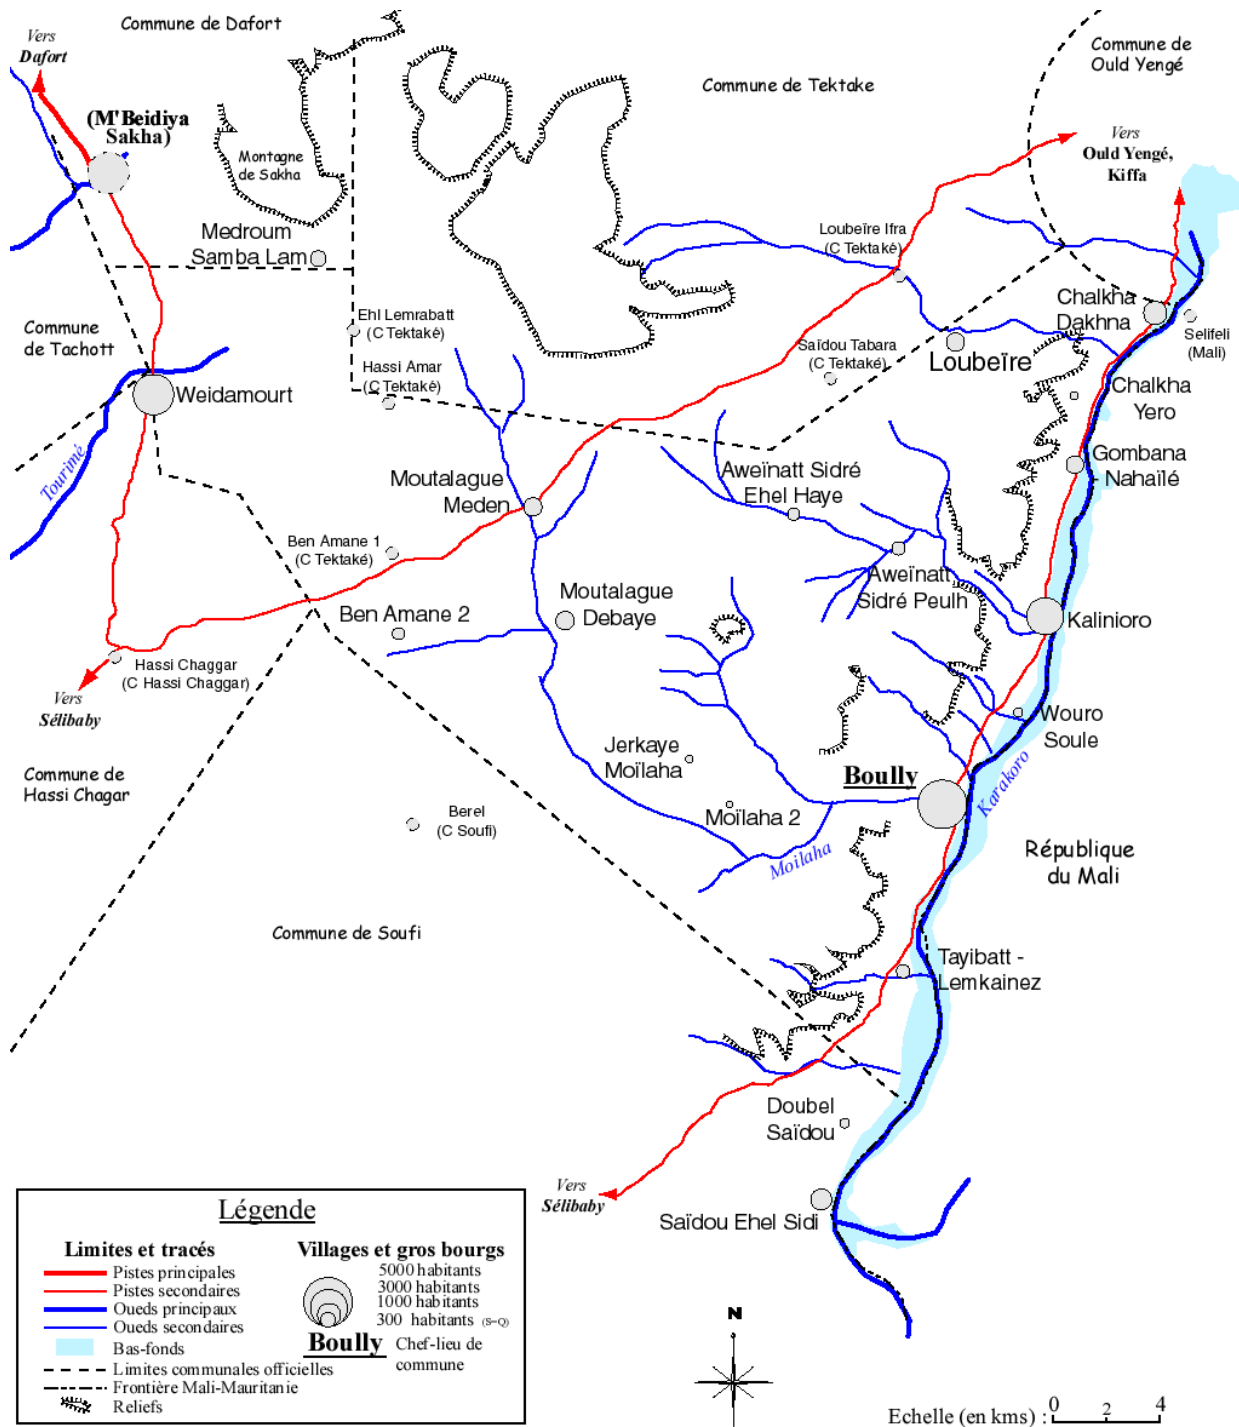 Commune de Dafort
Vers
Dafort
Commune de
Ould Yengé
Commune de Tektake
(M'Beidiya
Sakha)
Vers
Ould Yengé,
Kiffa
Montagne
de Sakha
Medroum
Samba Lam
Loubeïre Ifra
(C Tektaké)
Chalkha
Dakhna
Selifeli
(Mali)
Ehl Lemrabatt
(C Tektaké)
Commune
de Tachott
Saïdou Tabara
(C Tektaké)
Loubeïre
Hassi Amar
(C Tektaké)
Weidamourt
Chalkha
Yero
Tourimé
Gombana
- Nahaïlé
Moutalague
Meden
Aweïnatt Sidré
Ehel Haye
Ben Amane 1
(C Tektaké)
Aweïnatt
Sidré Peulh
Ben Amane 2
Moutalague
Debaye
Kalinioro
Hassi Chaggar
(C Hassi Chaggar)
Vers
Sélibaby
Wouro
Soule
Jerkaye
Moïlaha
Commune de
Hassi Chagar
Boully
Karakoro
Berel
(C Soufi)
Moïlaha 2
Moilaha
République
du Mali
Commune de Soufi
Tayibatt -
Lemkainez
Doubel
Saïdou
Vers
Sélibaby
Saïdou Ehel Sidi
Légende
Limites et tracés
Pistes principales
Pistes secondaires
Oueds principaux
Oueds secondaires
Bas-fonds
Limites communales officielles
Frontière Mali-Mauritanie
Reliefs
Villages et gros bourgs
5000 habitants
3000 habitants
1000 habitants
300 habitants (S=Q)
Boully Chef-lieu de
commune
N
Echelle (en kms) : 0 2 4